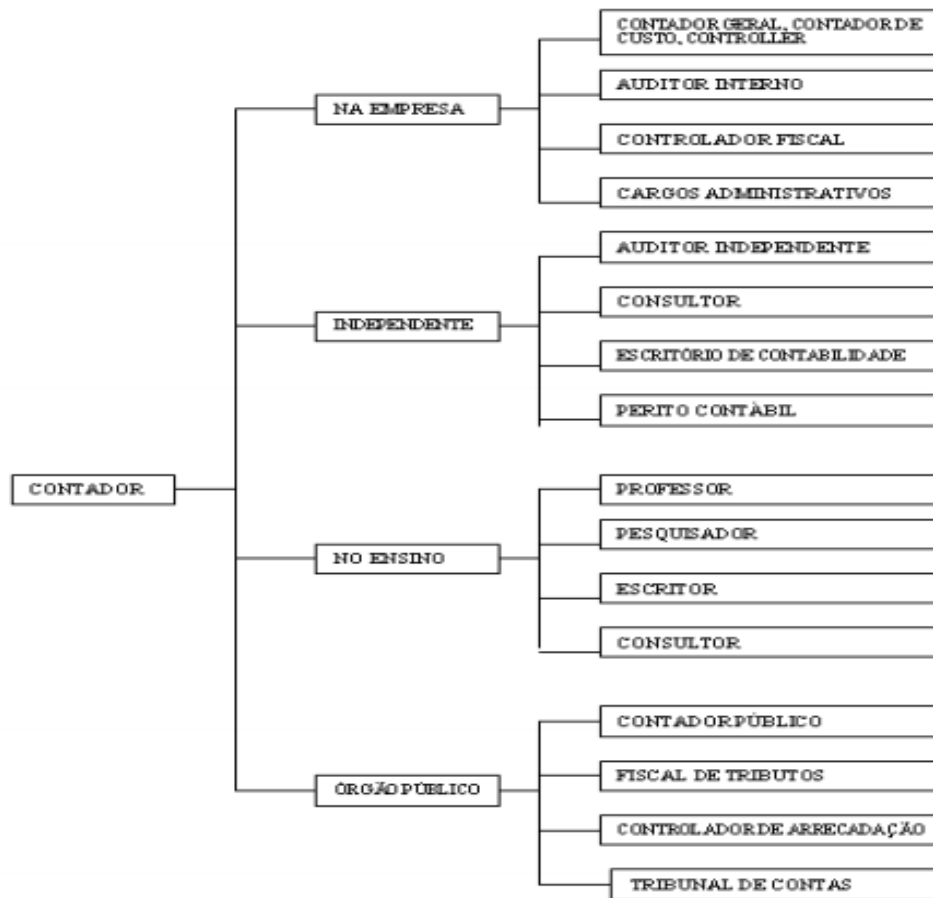 CONTADOR GERAL, CONTADOR DE
CUSTO, CONTROLLER
AUDITOR INTERNO
NA EMPRESA
CONTROLADOR FISCAL
CARGOS ADMINISTRATIVOS
AUDITOR INDEPENDENTE
CONSULTOR
INDEPENDENTE
ESCRITÓRIO DE CONTABILIDADE
PERITO CONTÀBIL
CONTADOR
PROFESSOR
PESQUISADOR
NO ENSINO
ESCRITOR
CONSULTOR
CONTADOR PÚBLICO
FISCAL DE TRIBUTOS
ÓRGÃO PÚBLICO
CONTROLADOR DE ARRECADAÇÃO
TRIBUNAL DE CONTAS